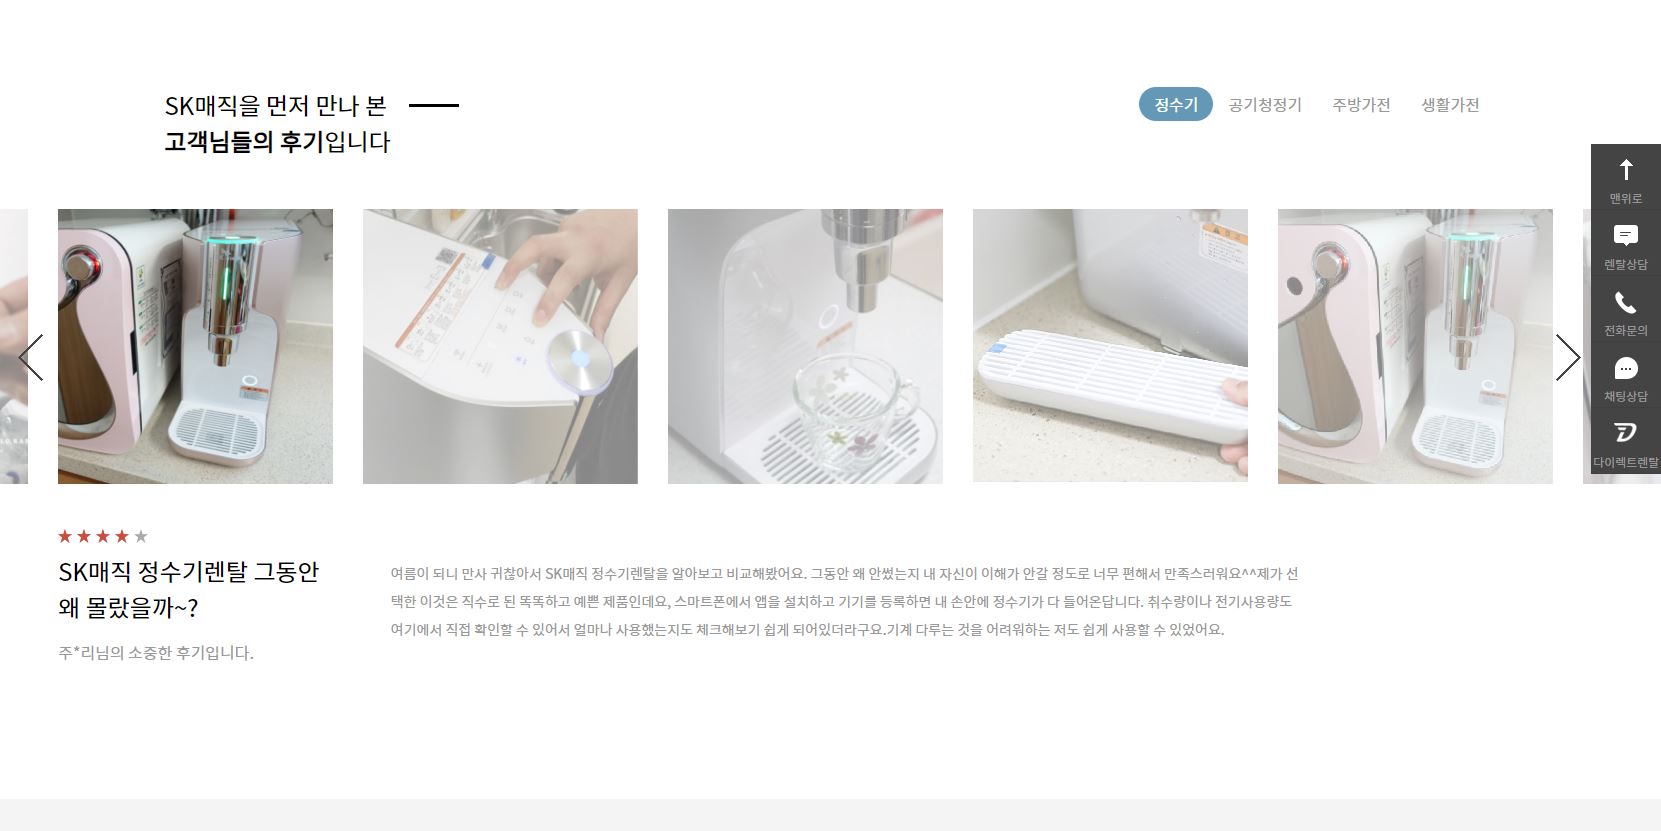 SK매직을 먼저 만나 본
고객님들의 후기입니다
정수기
공기청정기
주방가전
생활가전
맨위로
렌탈상담
전화문의
채팅상담
다이렉트렌탈
SK매직 정수기렌탈 그동안
왜 몰랐을까~?
주*리님의 소중한 후기입니다.
여름이 되니 만사 귀찮아서 SK매직 정수기렌탈을 알아보고 비교해봤어요. 그동안 왜 안썼는지 내 자신이 이해가 안갈 정도로 너무 편해서 만족스러워요^^제가 선
택한 이것은 직수로 된 똑똑하고 예쁜 제품인데요, 스마트폰에서 앱을 설치하고 기기를 등록하면 내 손안에 정수기가 다 들어온답니다. 취수량이나 전기사용량도
여기에서 직접 확인할 수 있어서 얼마나 사용했는지도 체크해보기 쉽게 되어있더라구요.기계 다루는 것을 어려워하는 저도 쉽게 사용할 수 있었어요.